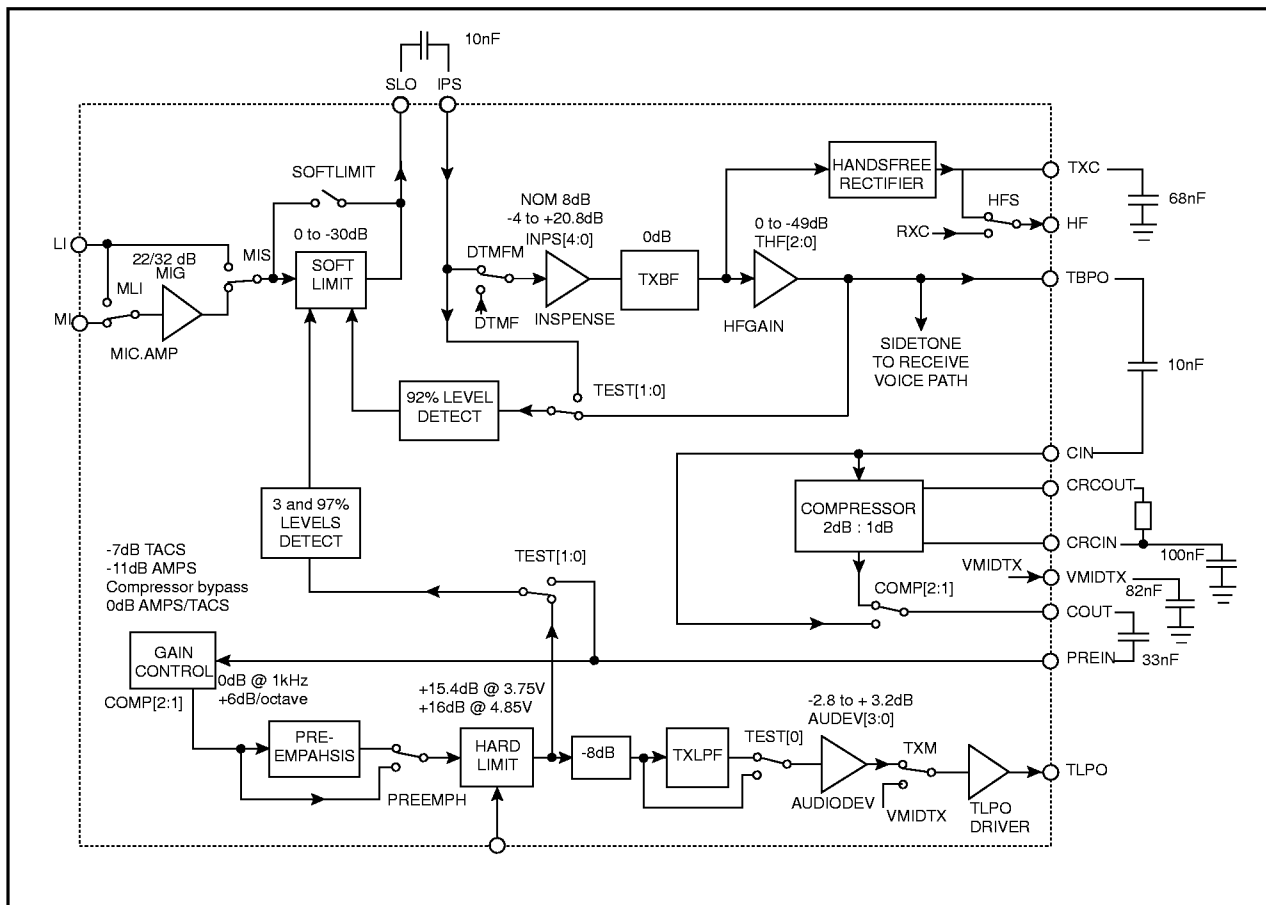 10nF
SLO
IPS
SOFTLIMIT
HANDSFREE
RECTIFIER
TXC
68nF
HFS
HF
RXC
NOM 8dB
-4 to +20.8dB
INPS[4:0]
0 to -49dB
THF[2:0]
LI
MIS
0 to -30dB
0dB
22/32 dB
MIG
SOFT
LIMIT
DTMFM
TXBF
TBPO
MLI
MI
MIC.AMP
DTMF
INSPENSE
HFGAIN
SIDETONE
TO RECEIVE
VOICE PATH
10nF
92% LEVEL
DETECT
TEST[1:0]
CIN
COMPRESSOR
2dB : 1dB
CRCOUT
CRCIN
100nF
3 and 97%
LEVELS
DETECT
-7dB TACS
-11dB AMPS
Compressor bypass
0dB AMPS/TACS
TEST[1:0]
VMIDTX
VMIDTX
82nF
COMP[2:1]
COUT
33nF
PREIN
GAIN
CONTROL
COMP[2:1]
0dB @ 1kHz
+6dB/octave
+15.4dB @ 3.75V
+16dB @ 4.85V
-2.8 to + 3.2dB
AUDEV[3:0]
PRE-
EMPAHSIS
PREEMPH
HARD
LIMIT
-8dB
TXLPF
TEST[0]
AUDIODEV
TXM
VMIDTX
TLPO
DRIVER
TLPO